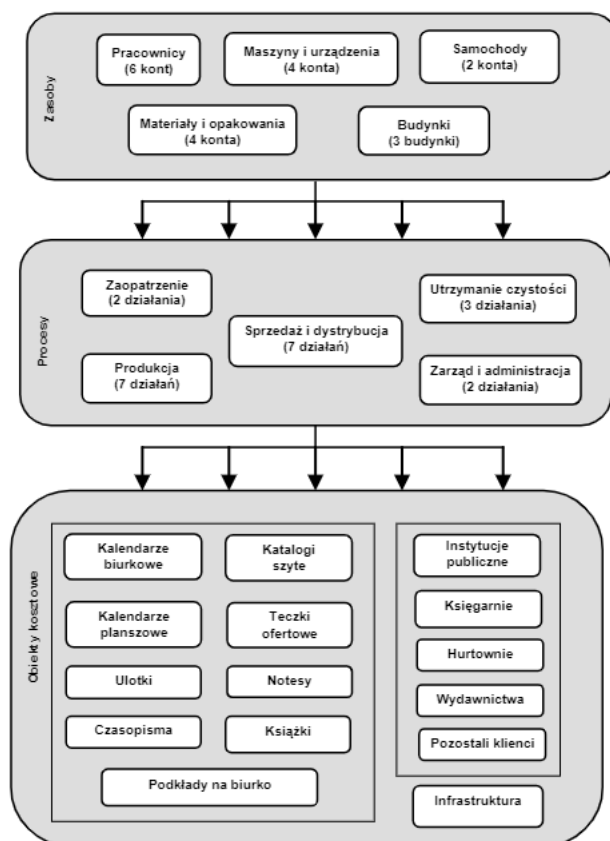 Zasoby
Pracownicy
(6 kont)
Maszyny i urządzenia
(4 konta)
Samochody
(2 konta)
Materiały i opakowania
(4 konta)
Budynki
(3 budynki)
Procesy
Zaopatrzenie
(2 działania)
Utrzymanie czystości
(3 działania)
Sprzedaż i dystrybucja
(7 działań)
Produkcja
(7 działań)
Zarząd i administracja
(2 działania)
Obiekty kosztowe
Kalendarze
biurkowe
Katalogi
szyte
Kalendarze
planszowe
Teczki
ofertowe
Ulotki
Notesy
Czasopisma
Książki
Podkłady na biurko
Instytucje
publiczne
Księgarnie
Hurtownie
Wydawnictwa
Pozostali klienci
Infrastruktura